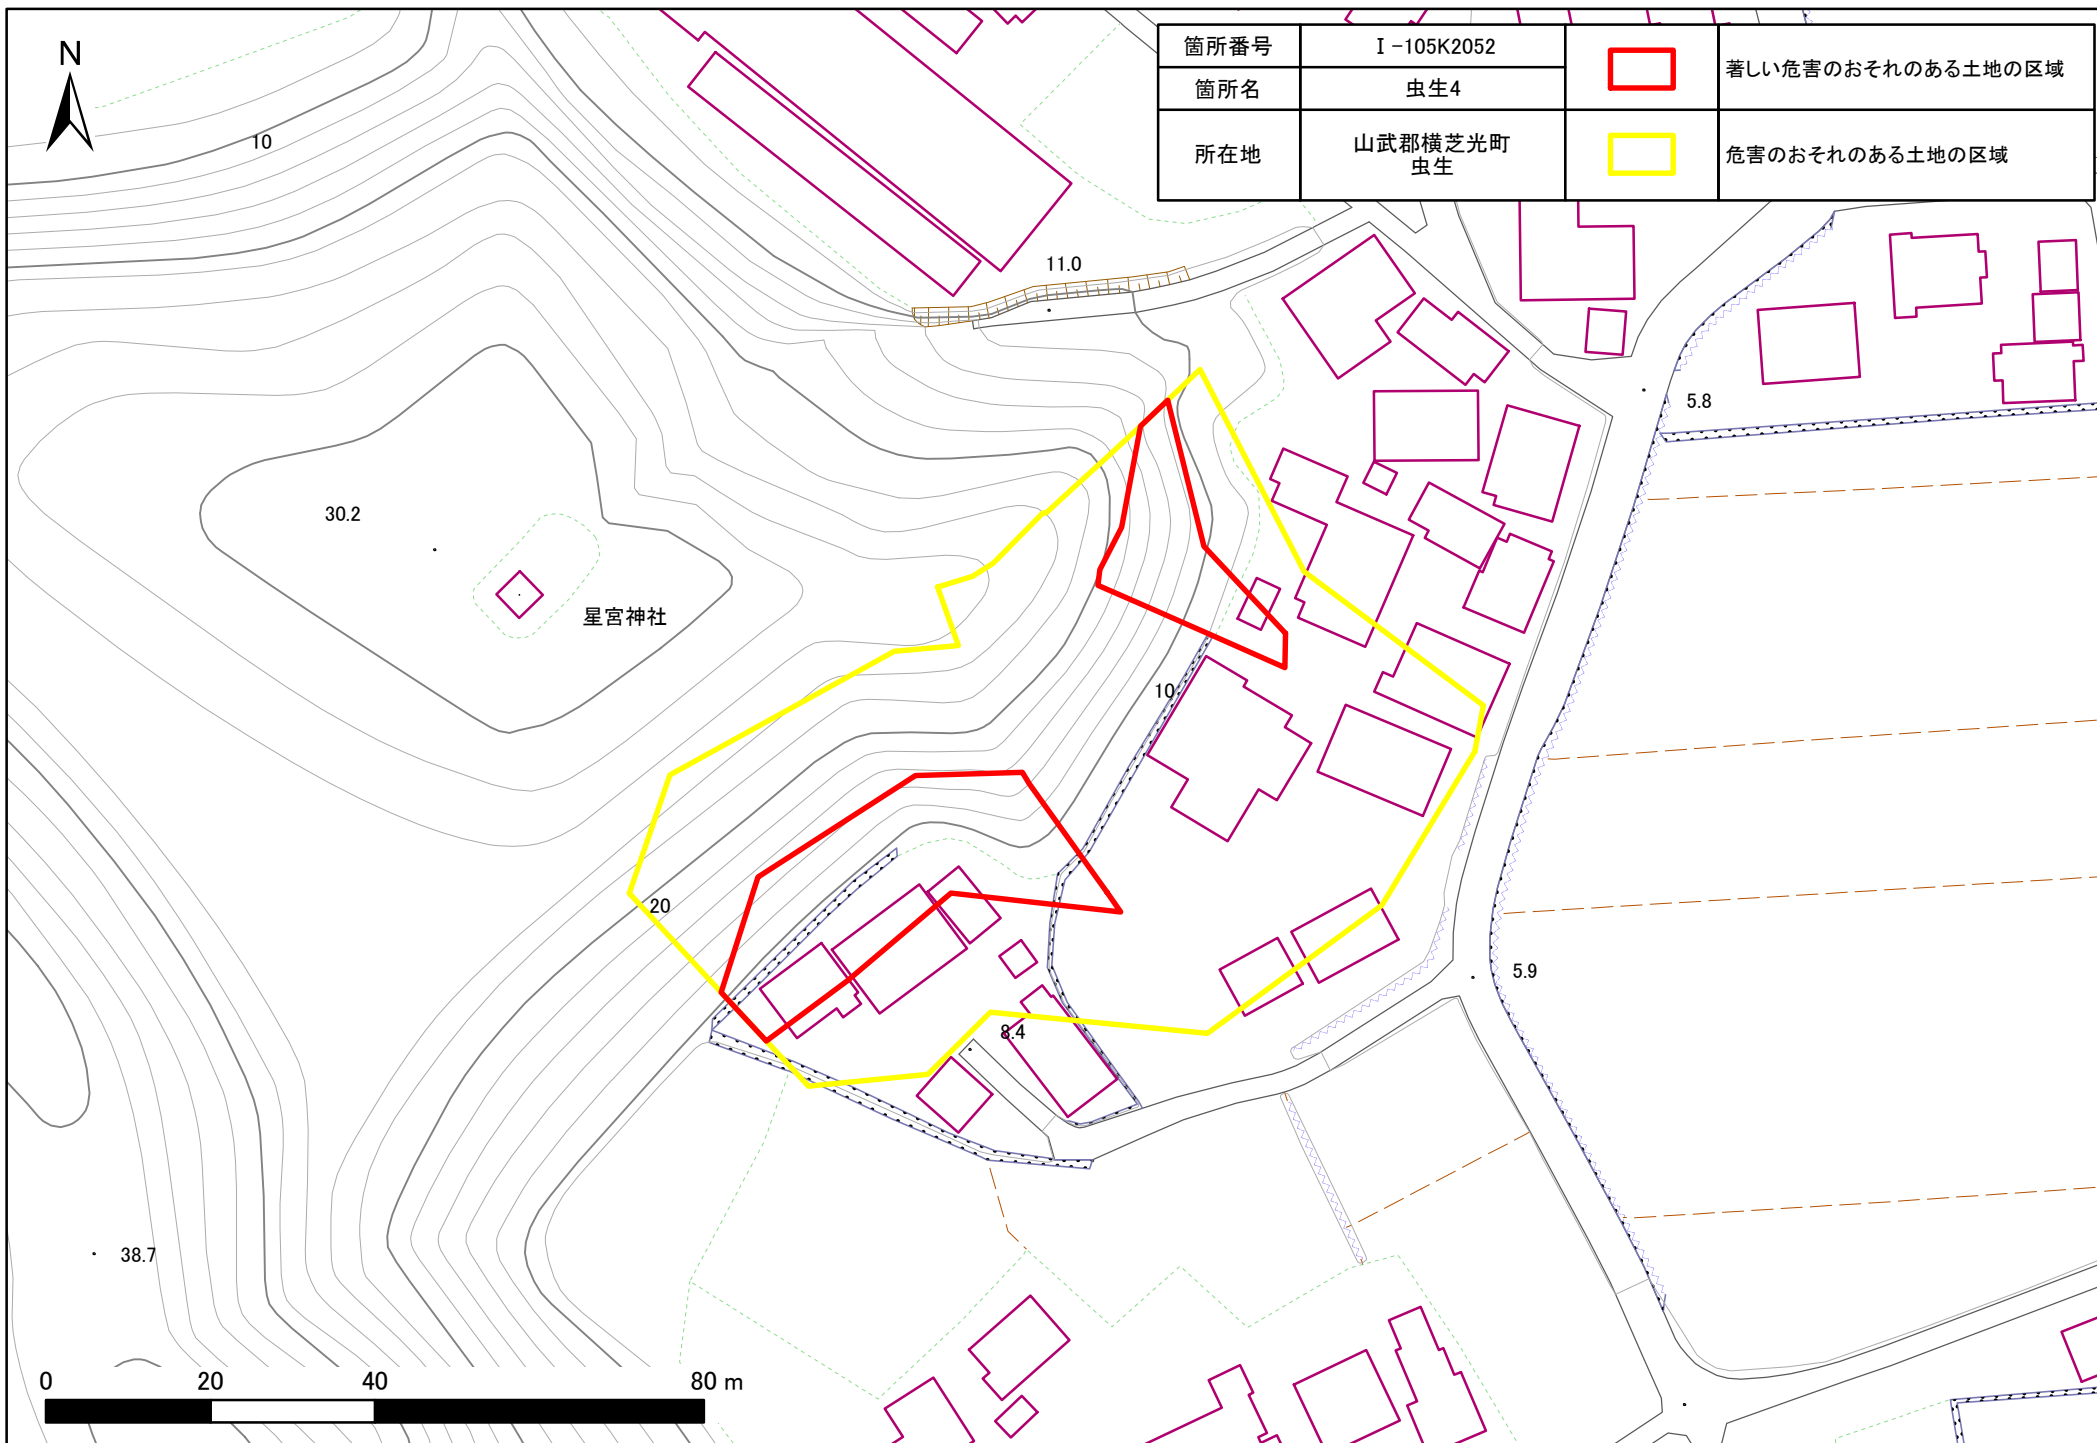 N
箇所番号 Ⅰ-105K2052 著しい危害のおそれのある土地の区域
箇所名 虫生4
所在地 山武郡横芝光町
虫生
危害のおそれのある土地の区域
10
11.0
5.8
30.2
星宮神社
10
20
5.9
8.4
38.7
0 20 40 80 m